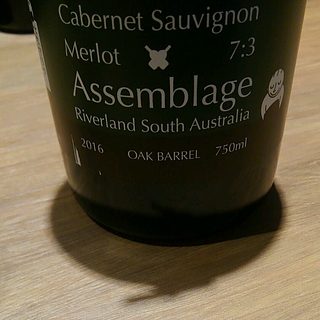 Cabernet Sauvignon
Merlot 7:3
Assemblage
Riverland South Australia
2016 OAK BARREL 750ml